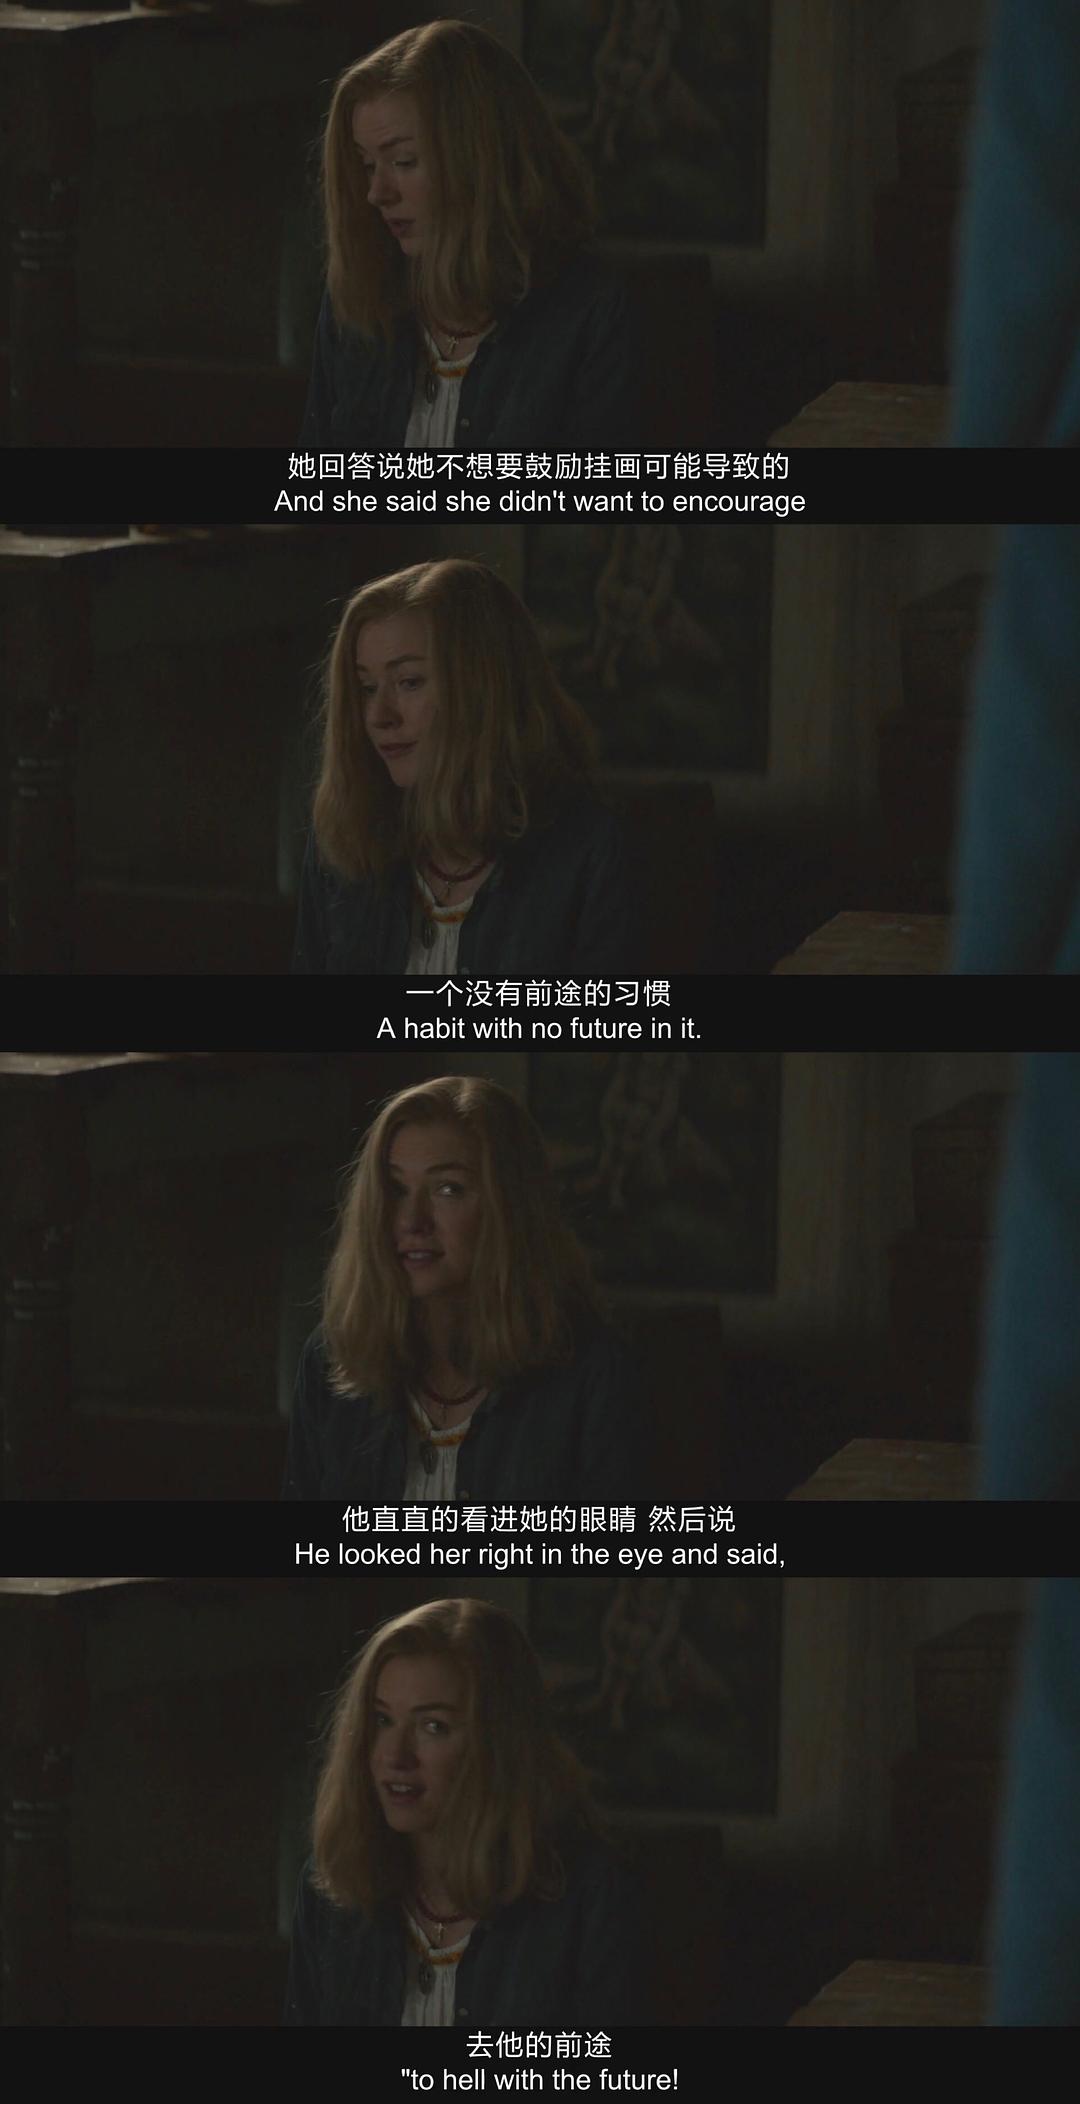 她回答说她不想要鼓励挂画可能导致的
And she said she didn't want to encourage
一个没有前途的习惯
A habit with no future in it.
他直直的看进她的眼睛 然后说
He looked her right in the eye and said,
去他的前途
"to hell with the future!